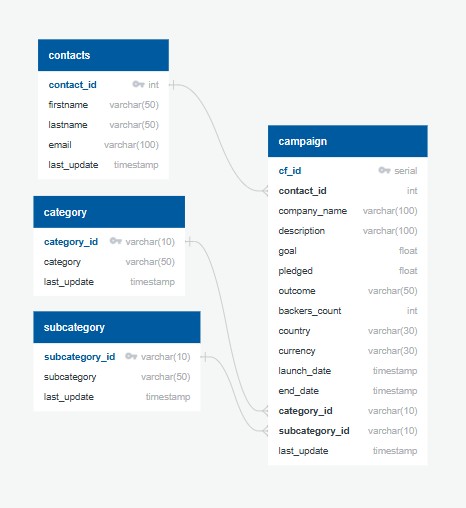 contacts
contact_id int
firstname varchar(50)
lastname varchar(50)
email varchar(100)
last_update timestamp
category
category_id varchar(10)
category varchar(50)
last_update timestamp
subcategory
subcategory_id varchar(10)
subcategory varchar(50)
last_update timestamp
campaign
cf_id serial
contact_id int
company_name varchar(100)
description varchar(100)
goal float
pledged float
outcome varchar(50)
backers_count int
country varchar(30)
currency varchar(30)
launch_date timestamp
end_date timestamp
category_id varchar(10)
subcategory_id varchar(10)
last_update timestamp